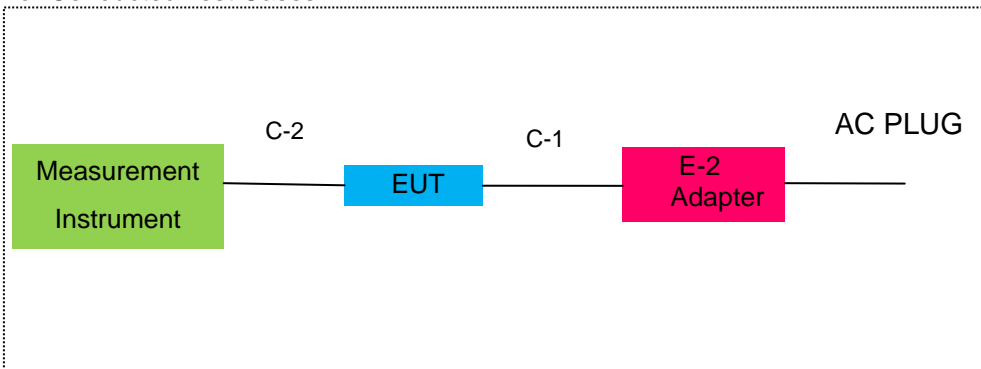 C-2
C-1
AC PLUG
Measurement
Instrument
EUT
E-2
Adapter